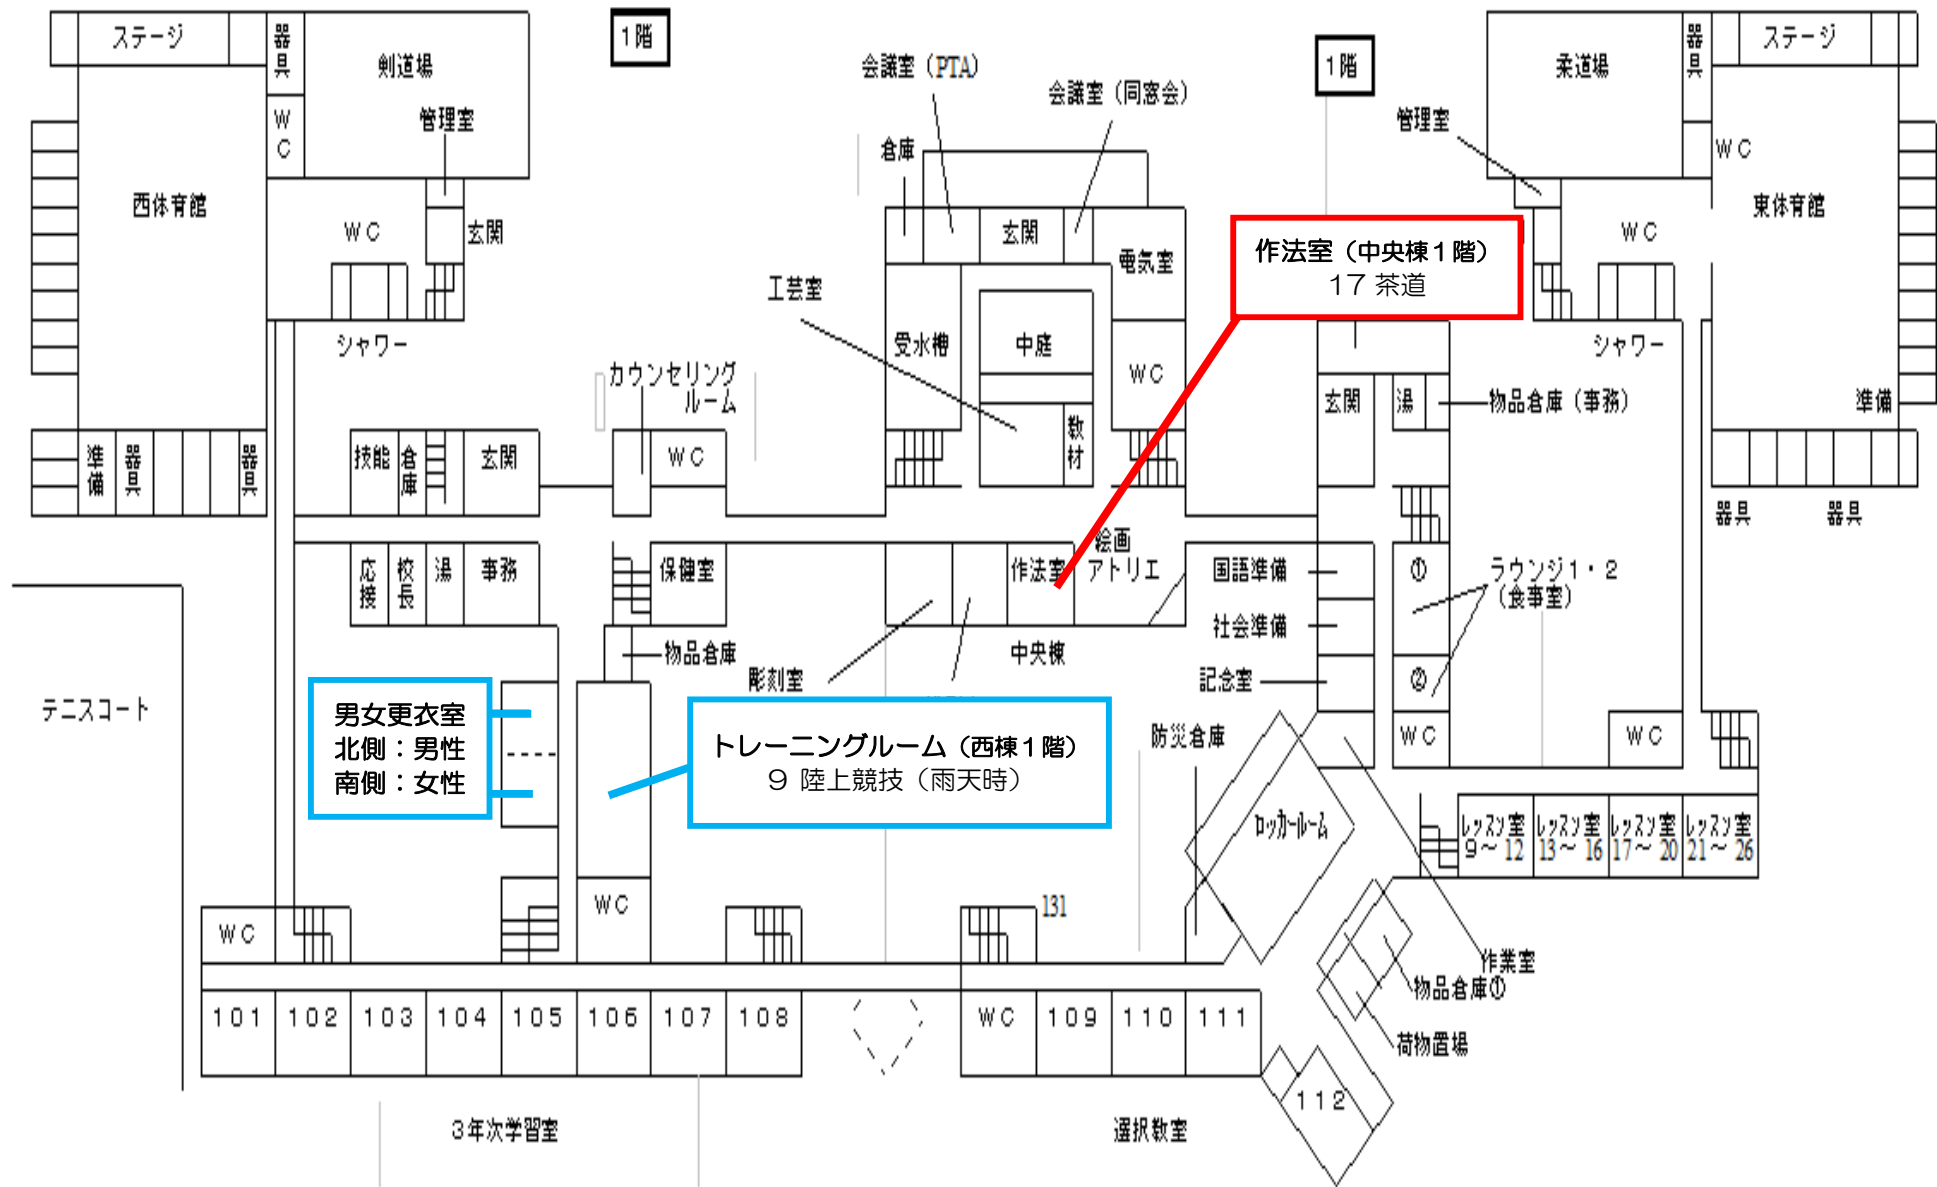 ステージ
器具
剣道場
1階
会議室（PTA）
会議室（同窓会）
1階
柔道場
器具
ステージ
WC
管理室
倉庫
管理室
WC
西体育館
WC
玄関
玄関
電気室
作法室（中央棟1階）
17 茶道
WC
東体育館
工芸室
シャワー
受水槽
中庭
シャワー
カウンセリング
ルーム
WC
玄関
湯
物品倉庫（事務）
準備
準備
器具
器具
技能
倉庫
玄関
WC
教材
器具
器具
応接
校長
湯
事務
保健室
作法室
絵画
アトリエ
国語準備
①
ラウンジ1・2
（食事室）
社会準備
物品倉庫
彫刻室
中央棟
記念室
②
テニスコート
男女更衣室
北側：男性
南側：女性
トレーニングルーム（西棟1階）
9 陸上競技（雨天時）
防災倉庫
WC
WC
ロッカールーム
レッスン室
9～12
レッスン室
13～16
レッスン室
17～20
レッスン室
21～26
WC
WC
131
作業室
物品倉庫①
荷物置場
101
102
103
104
105
106
107
108
WC
109
110
111
112
3年次学習室
選択教室